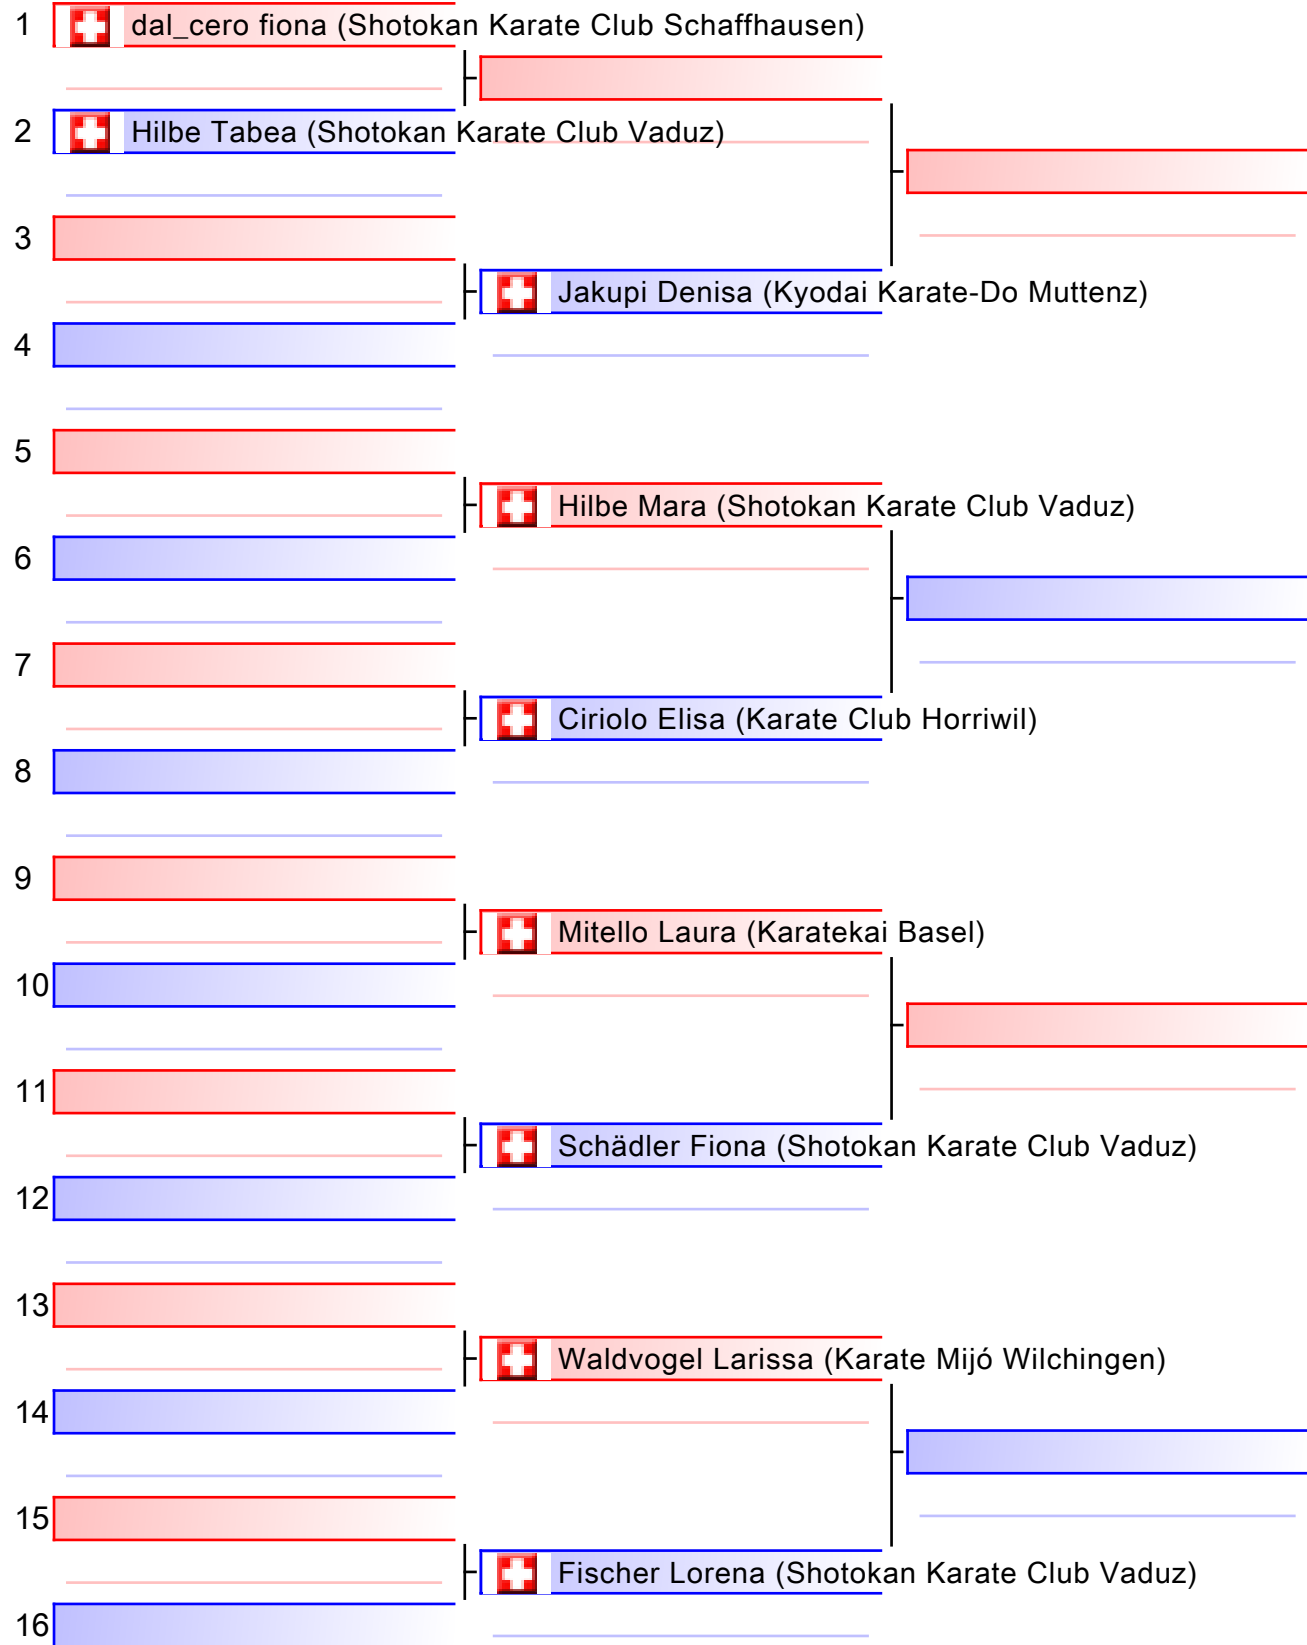 1 dal_cero fiona (Shotokan Karate Club Schaffhausen)
2 Hilbe Tabea (Shotokan Karate Club Vaduz)
3
Jakupi Denisa (Kyodai Karate-Do Muttenz)
4
5
Hilbe Mara (Shotokan Karate Club Vaduz)
6
7
Ciriolo Elisa (Karate Club Horriwil)
8
9
Mitello Laura (Karatekai Basel)
10
11
Schädler Fiona (Shotokan Karate Club Vaduz)
12
13
Waldvogel Larissa (Karate Mijó Wilchingen)
14
15
Fischer Lorena (Shotokan Karate Club Vaduz)
16